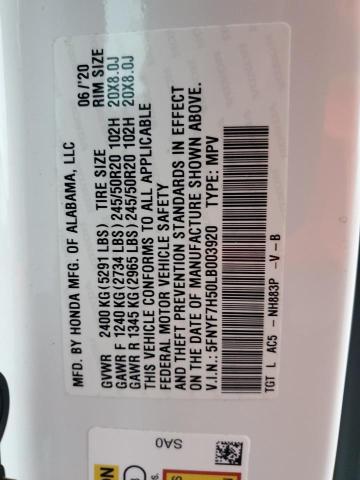 MFD. BY HONDA MFG. OF ALABAMA, LLC 06/'20
GVWR 2400 KG(5291 LBS) TIRE SIZE RIM SIZE
GAWR F 1240 KG(2734 LBS) 245/50R20 102H 20X8.0J
GAWR R 1345 KG(2965 LBS) 245/50R20 102H 20X8.0J
THIS VEHICLE CONFORMS TO ALL APPLICABLE
FEDERAL MOTOR VEHICLE SAFETY
AND THEFT PREVENTION STANDARDS IN EFFECT
ON THE DATE OF MANUFACTURE SHOWN ABOVE.
V.I.N.: 5FNYF7H50LB003920 TYPE: MPV
TGT L AC5 - NH883P -V-B
SA0